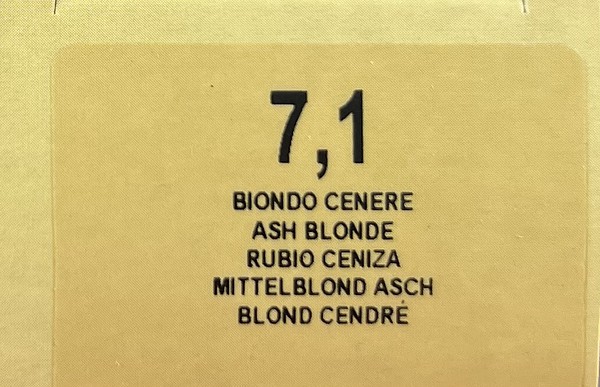 7,1
BIONDO CENERE
ASH BLONDE
RUBIO CENIZA
MITTELBLOND ASCH
BLOND CENDRÉ